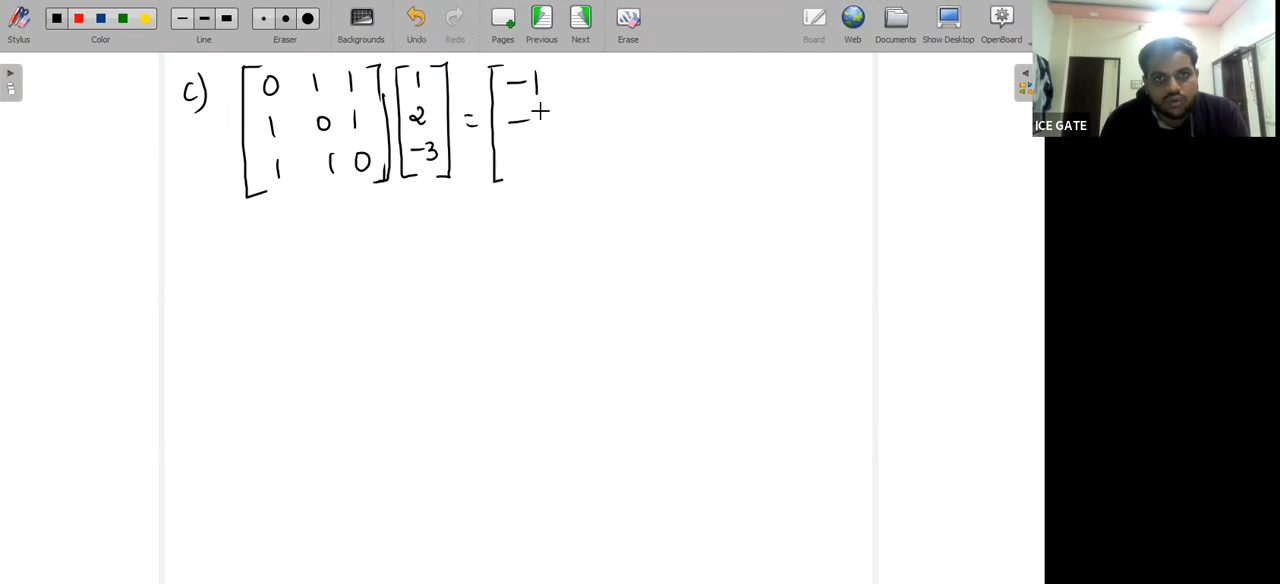 Stylus Color Line Eraser Backgrounds Undo Redo Pages Previous Next Erase Board Web Documents Show Desktop OpenBoard
ICE GATE
c) [0 1 1] [1] = [-1
1 0 1 2 -
1 1 0 -3